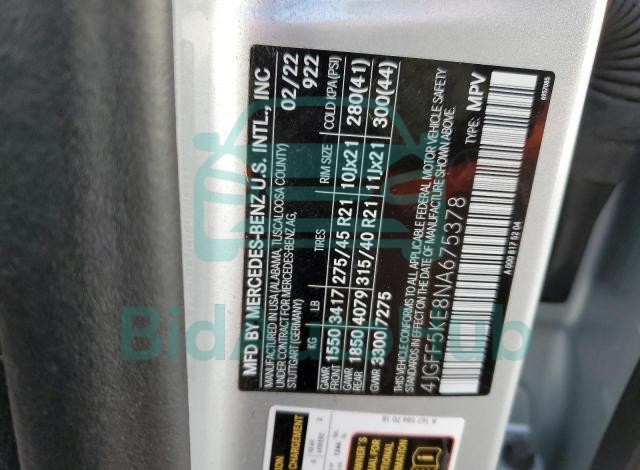 MFD BY MERCEDES-BENZ U.S. INTL., INC
MANUFACTURED IN USA (ALABAMA, TUSCALOOSA COUNTY) 02/22
UNDER CONTRACT FOR MERCEDES-BENZ AG, 922
STUTTGART (GERMANY)
KG LB TIRES RIM SIZE COLD KPA(PSI)
GAWR FRONT 1550 3417 275/45 R21 10Jx21 280(41)
GAWR REAR 1850 4079 315/40 R21 11Jx21 300(44)
GVWR 3300 7275
THIS VEHICLE CONFORMS TO ALL APPLICABLE FEDERAL MOTOR VEHICLE SAFETY
STANDARDS IN EFFECT ON THE DATE OF MANUFACTURE SHOWN ABOVE.
4JGFF5KE8NA675378 TYPE: MPV
A 000 817 52 04
BidAutoHub